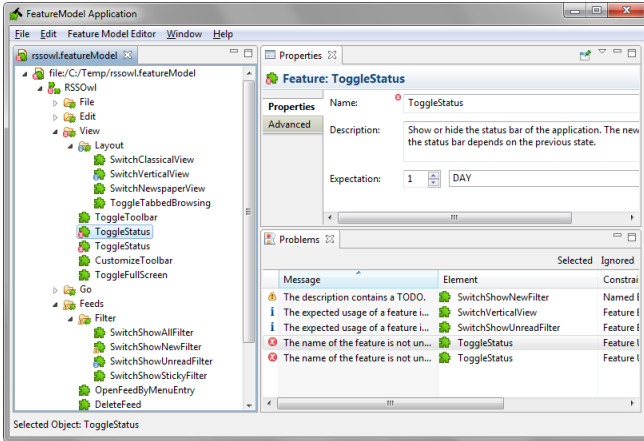 FeatureModel Application
File Edit Feature Model Editor Window Help
rssowl.featureModel
file:/C:/Temp/rssowl.featureModel
RSSOwl
File
Edit
View
Layout
SwitchClassicalView
SwitchVerticalView
SwitchNewspaperView
ToggleTabbedBrowsing
ToggleToolbar
ToggleStatus
ToggleStatus
CustomizeToolbar
ToggleFullScreen
Go
Feeds
Filter
SwitchShowAllFilter
SwitchShowNewFilter
SwitchShowUnreadFilter
SwitchShowStickyFilter
OpenFeedByMenuEntry
DeleteFeed
Properties
Feature: ToggleStatus
Properties
Advanced
Name: ToggleStatus
Description: Show or hide the status bar of the application. The new
the status bar depends on the previous state.
Expectation: 1 DAY
Problems
Selected Ignored
Message Element Constrai
The description contains a TODO. SwitchShowNewFilter Named E
The expected usage of a feature i... SwitchVerticalView Feature E
The expected usage of a feature i... SwitchShowUnreadFilter Feature E
The name of the feature is not un... ToggleStatus Feature U
The name of the feature is not un... ToggleStatus Feature U
Selected Object: ToggleStatus